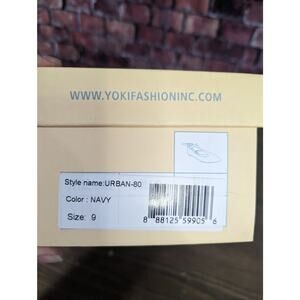 WWW.YOKIFASHIONINC.COM
Style name:URBAN-80
Color : NAVY
Size: 9
8 88125 59905 6